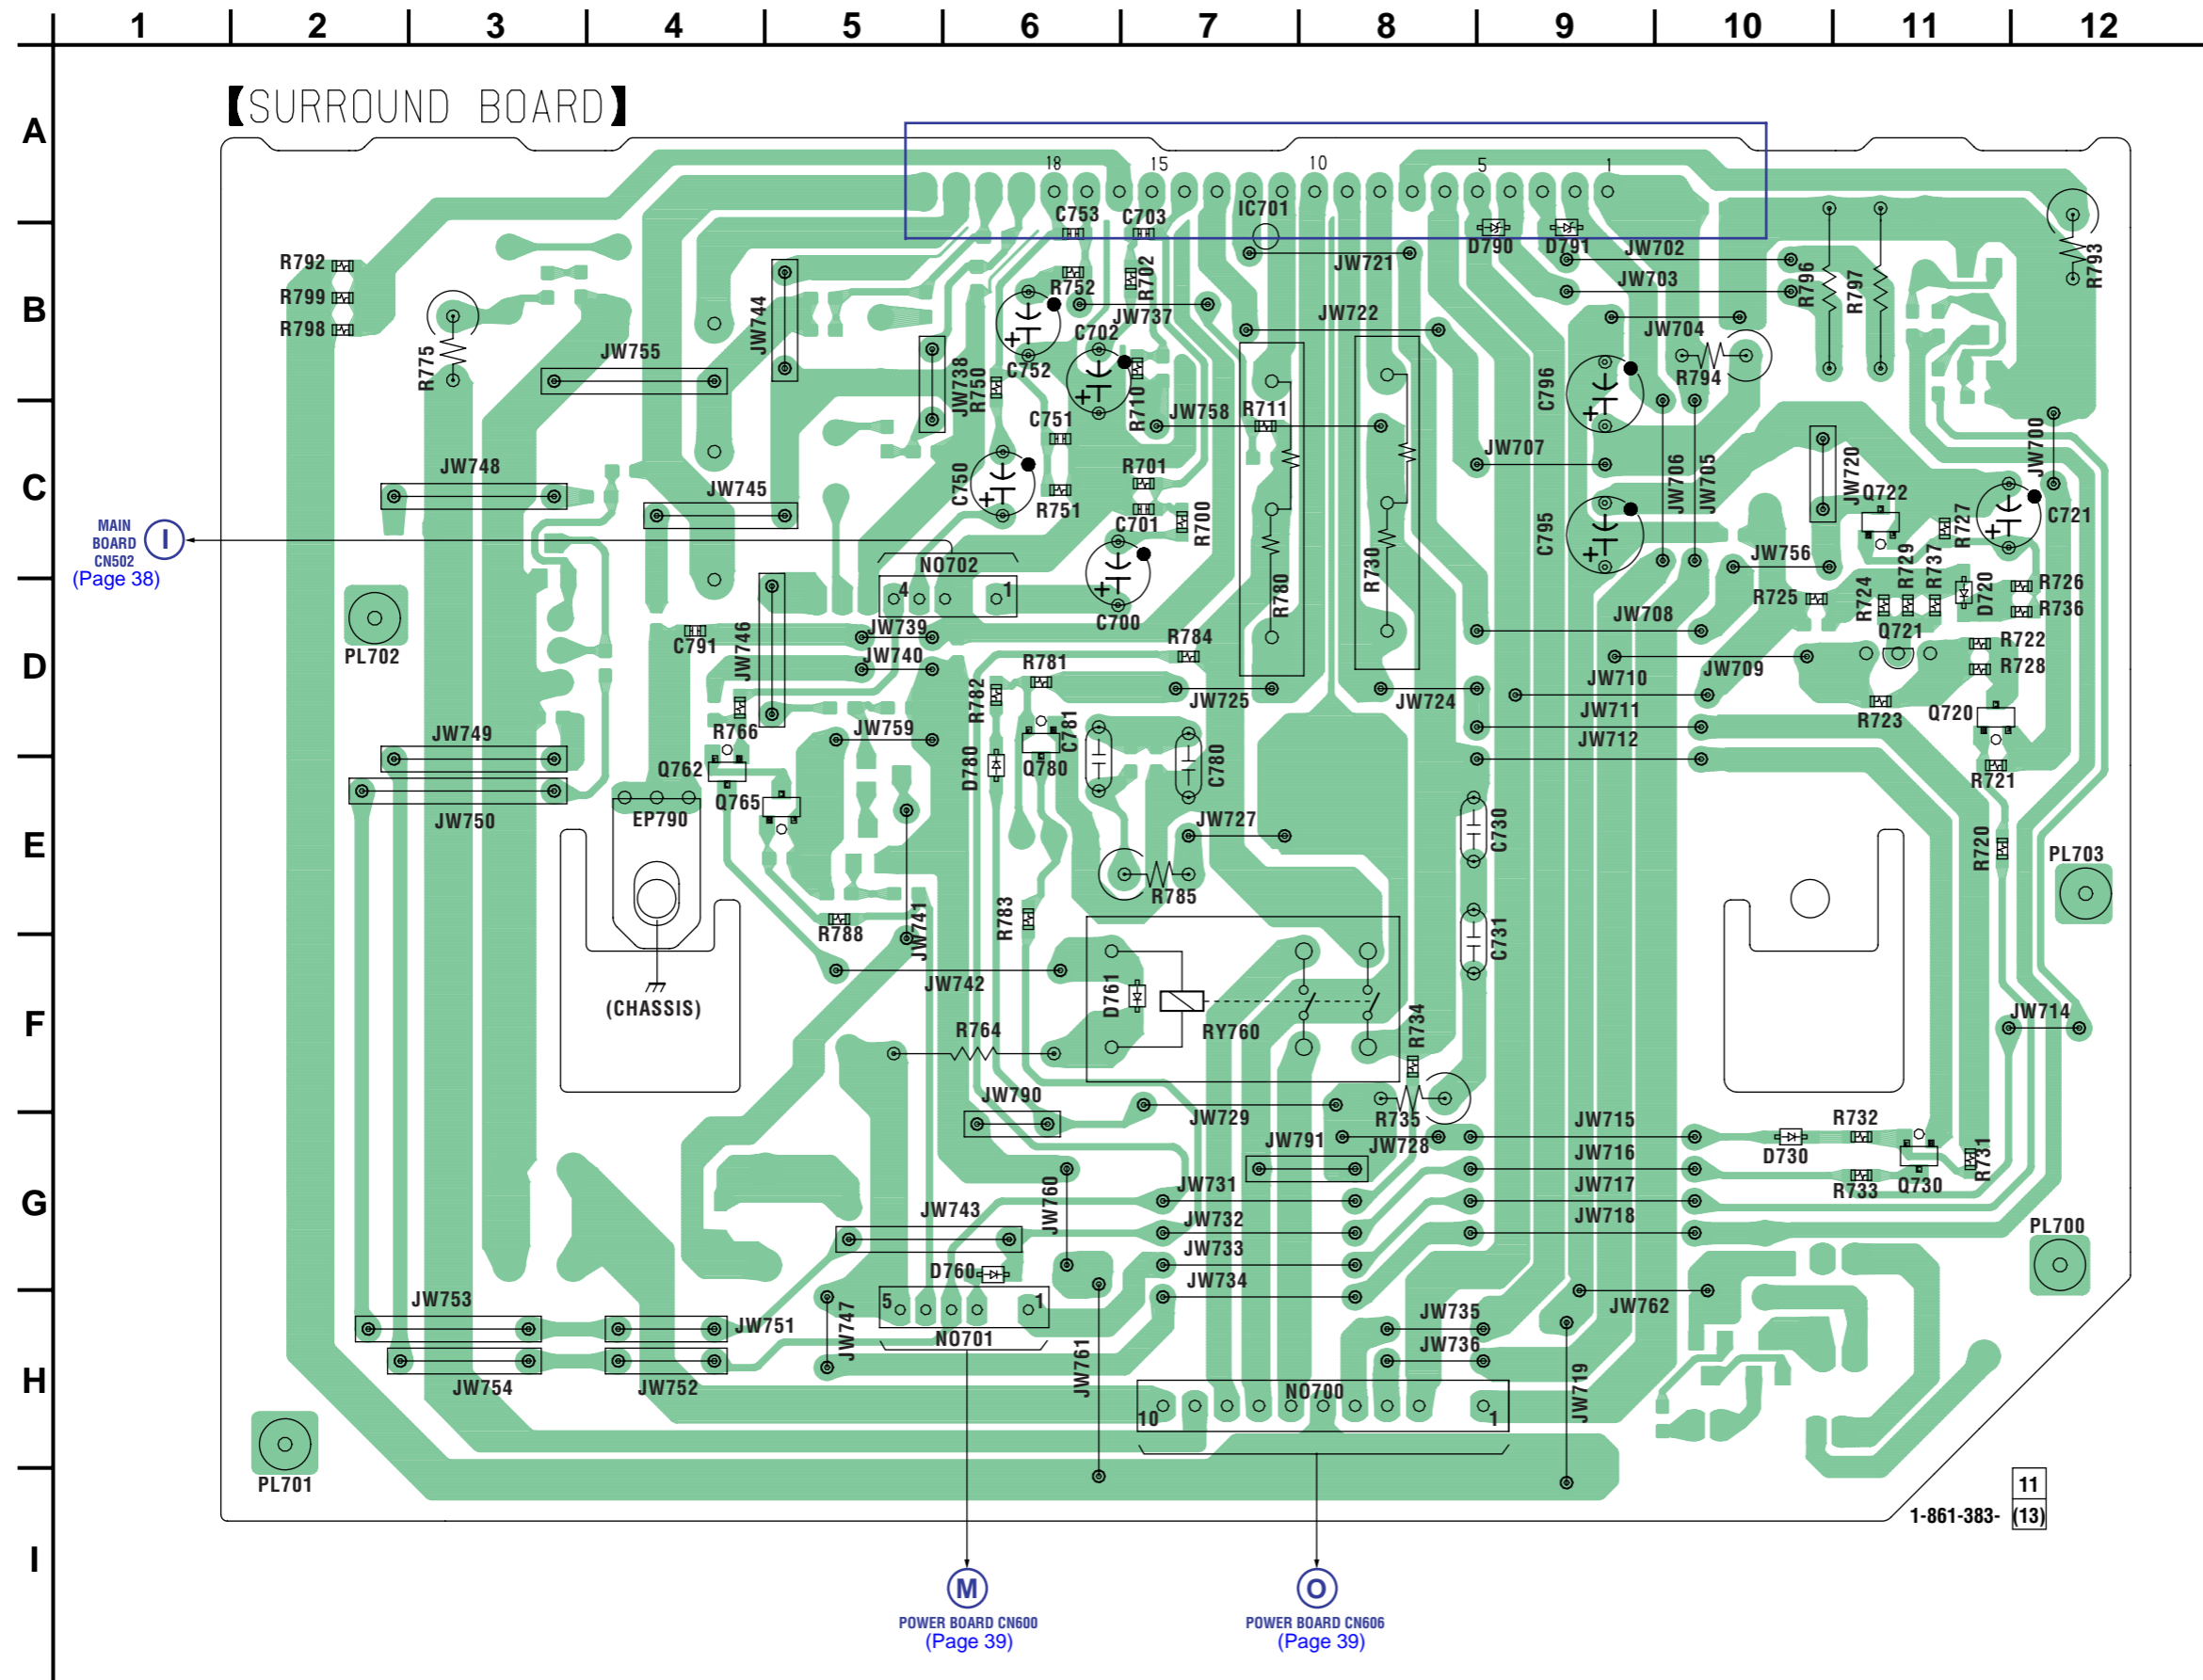 1 2 3 4 5 6 7 8 9 10 11 12
A
B
C
D
E
F
G
H
I
【SURROUND BOARD】
18 15 10 5 1
IC701
C753 C703
D790 D791
JW702
JW721
JW703
R792
R799
R798
R752
R702
JW737
JW722
JW704
R796
R797
R793
R775
JW755
JW744
JW738
R750
C752
C702
R710
C796
R794
JW758
R711
C751
JW707
JW706
JW705
JW720
JW700
JW748
JW745
C750
R751
R701
C701
R700
C795
Q722
R727
C721
MAIN
BOARD
CN502
(Page 38)
I
NO702
4 1
R780
R730
JW756
R729
R737
D720
R726
R736
R725
R724
Q721
R722
R728
PL702
C791
JW746
JW739
JW740
C700
R784
JW708
JW709
JW710
R781
R782
JW725
JW724
JW711
R723
Q720
R766
JW759
C781
JW712
JW749
Q762
D780
Q780
C780
R721
Q765
JW750
EP790
JW727
C730
R720
PL703
R785
R788
JW741
R783
C731
JW742
(CHASSIS)
D761
RY760
R734
JW714
R764
JW790
JW729
R735
JW715
R732
JW791
JW728
D730
R731
JW716
R733
Q730
JW760
JW731
JW717
JW743
JW732
JW718
PL700
JW733
D760
JW734
JW753
JW751
JW747
5 1
NO701
JW761
JW735
JW762
JW736
JW719
JW754
JW752
NO700
10 1
PL701
11
1-861-383- (13)
M
POWER BOARD CN600
(Page 39)
O
POWER BOARD CN606
(Page 39)